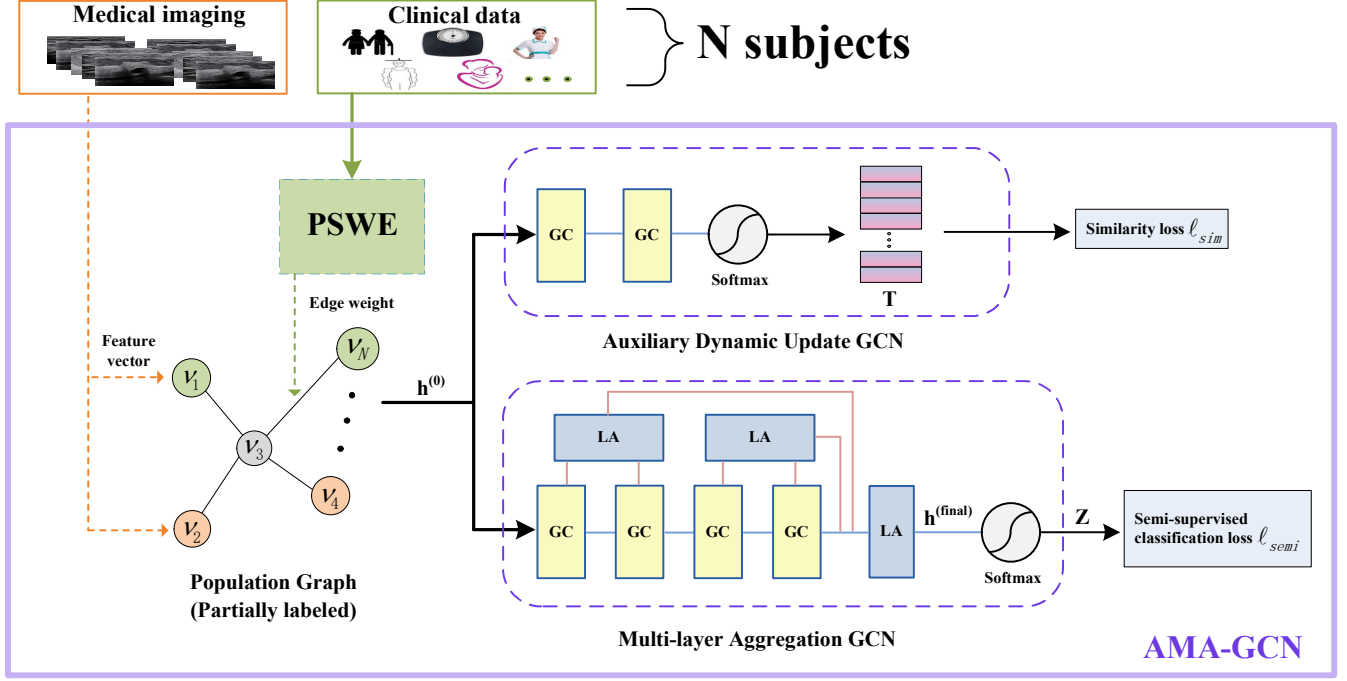 Medical imaging
Clinical data
N subjects
PSWE
GC
GC
Softmax
T
Similarity loss ℓsim
Auxiliary Dynamic Update GCN
Edge weight
Feature
vector
v1
vN
v3
v4
v2
h(0)
Population Graph
(Partially labeled)
LA
LA
GC
GC
GC
GC
LA
h(final)
Softmax
Z
Semi-supervised
classification loss ℓsemi
Multi-layer Aggregation GCN
AMA-GCN